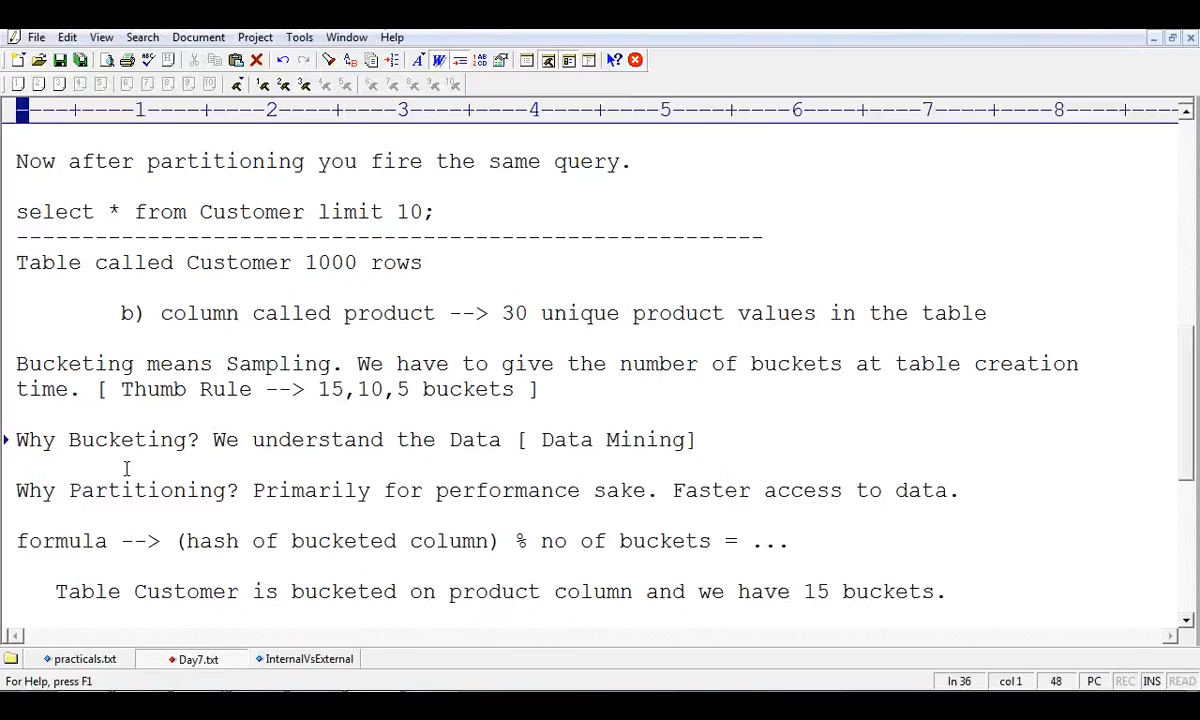 File Edit View Search Document Project Tools Window Help
----+----1----+----2----+----3----+----4----+----5----+----6----+----7----+----8----+---
Now after partitioning you fire the same query.
select * from Customer limit 10;
---------------------------------------------------------
Table called Customer 1000 rows
b) column called product --> 30 unique product values in the table
Bucketing means Sampling. We have to give the number of buckets at table creation
time. [ Thumb Rule --> 15,10,5 buckets ]
Why Bucketing? We understand the Data [ Data Mining]
Why Partitioning? Primarily for performance sake. Faster access to data.
formula --> (hash of bucketed column) % no of buckets = ...
Table Customer is bucketed on product column and we have 15 buckets.
practicals.txt Day7.txt InternalVsExternal
For Help, press F1 ln 36 col 1 48 PC REC INS READ